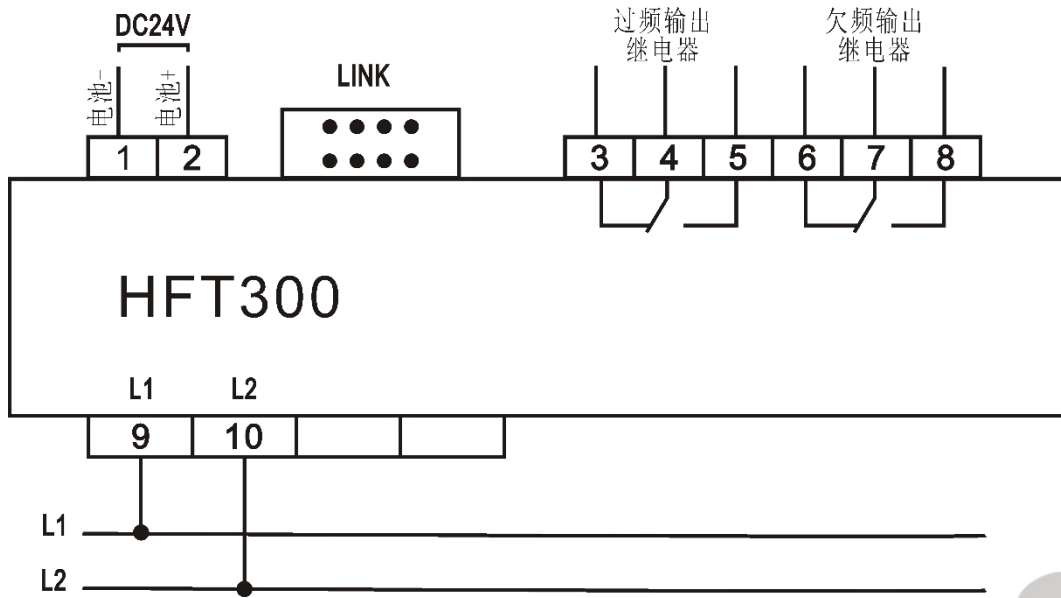 DC24V
过频输出
继电器
欠频输出
继电器
电池-
电池+
LINK
1 2 3 4 5 6 7 8
HFT300
L1 L2
9 10
L1
L2